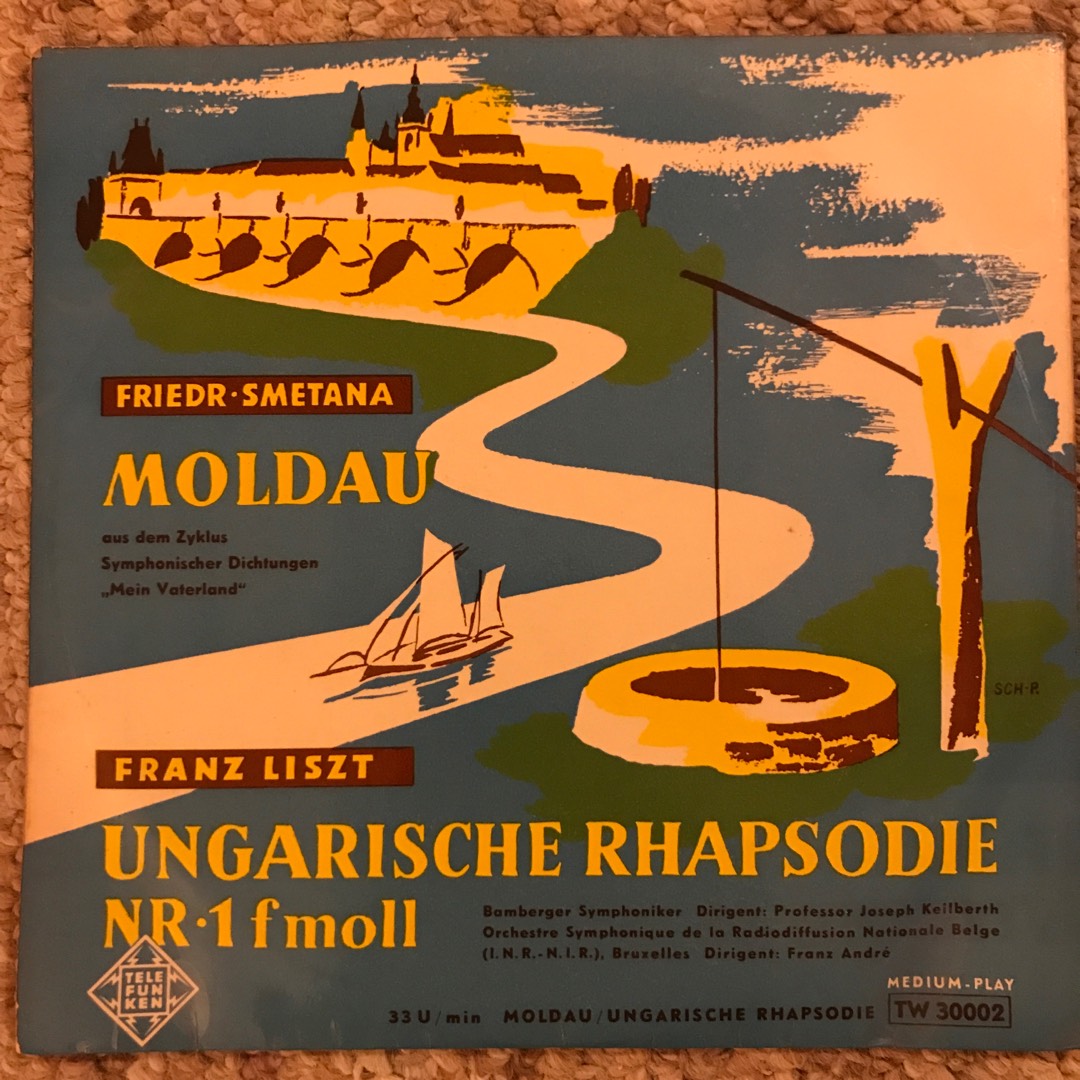 FRIEDR·SMETANA
MOLDAU
aus dem Zyklus
Symphonischer Dichtungen
„Mein Vaterland“
SCH-P.
FRANZ LISZT
UNGARISCHE RHAPSODIE
NR·1 f moll
Bamberger Symphoniker Dirigent: Professor Joseph Keilberth
Orchestre Symphonique de la Radiodiffusion Nationale Belge
(I.N.R.-N.I.R.), Bruxelles Dirigent: Franz André
TELE
FUN
KEN
MEDIUM-PLAY
33 U/min MOLDAU/UNGARISCHE RHAPSODIE TW 30002